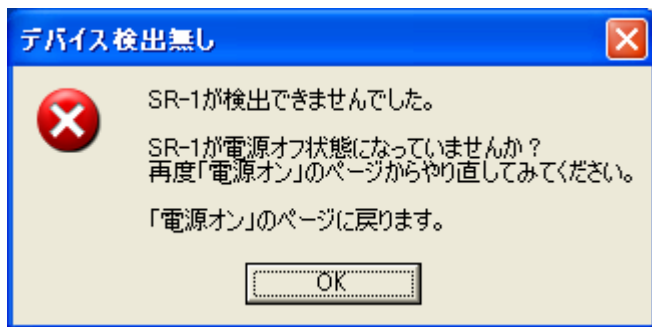 デバイス検出無し
SR-1が検出できませんでした。
SR-1が電源オフ状態になっていませんか？
再度「電源オン」のページからやり直してみてください。
「電源オン」のページに戻ります。
OK